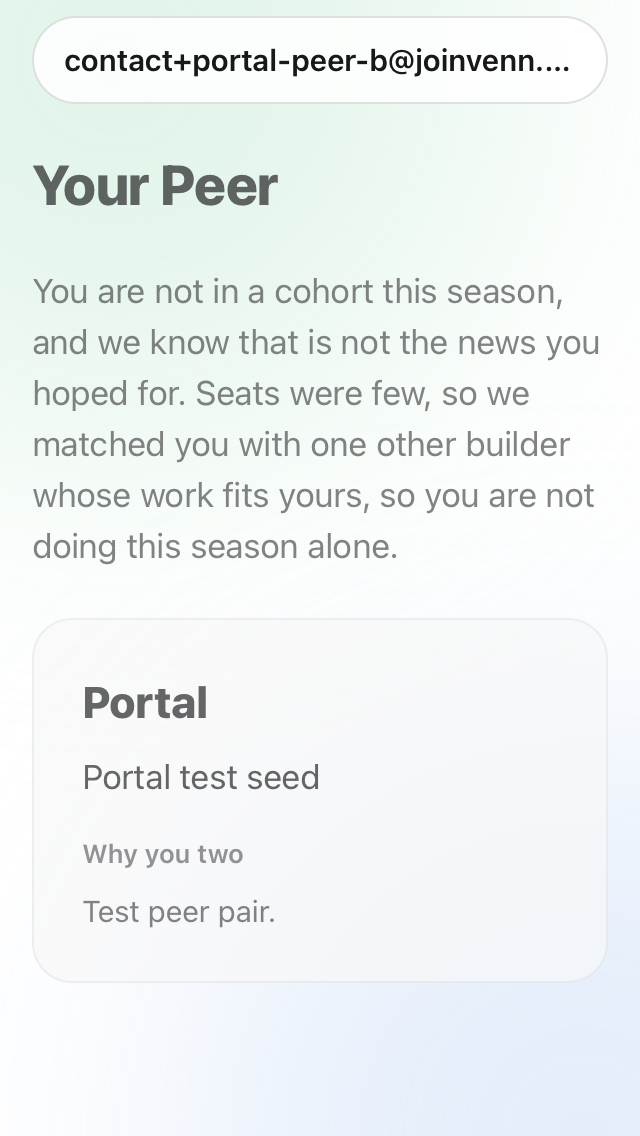 contact+portal-peer-b@joinvenn....
Your Peer
You are not in a cohort this season,
and we know that is not the news you
hoped for. Seats were few, so we
matched you with one other builder
whose work fits yours, so you are not
doing this season alone.
Portal
Portal test seed
Why you two
Test peer pair.